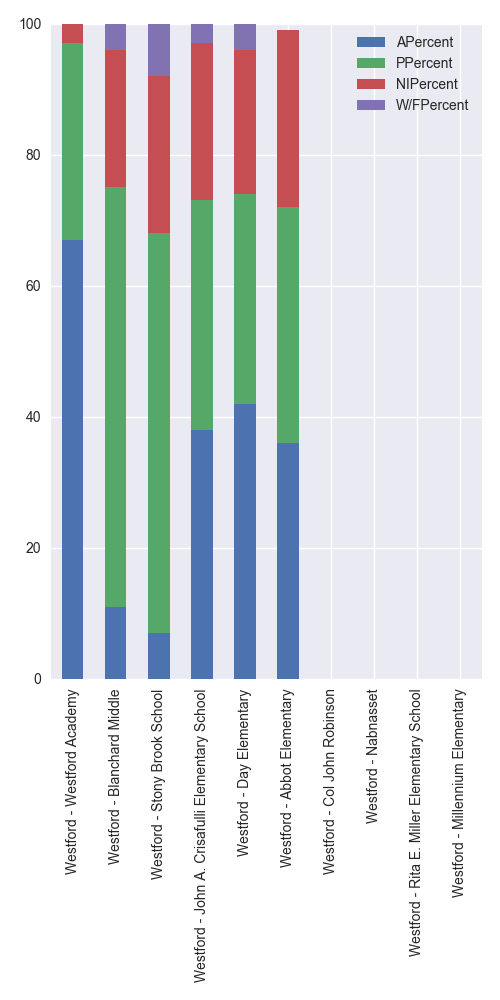 100
80
60
40
20
0
APercent
PPercent
NIPercent
W/FPercent
Westford - Westford Academy
Westford - Blanchard Middle
Westford - Stony Brook School
Westford - John A. Crisafulli Elementary School
Westford - Day Elementary
Westford - Abbot Elementary
Westford - Col John Robinson
Westford - Nabnasset
Westford - Rita E. Miller Elementary School
Westford - Millennium Elementary